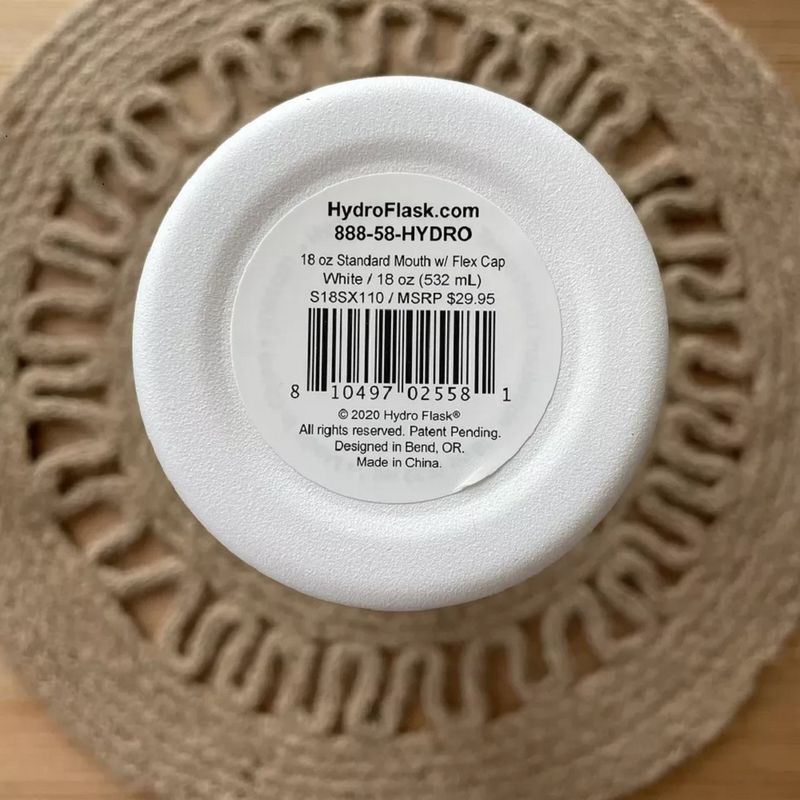 HydroFlask.com
888-58-HYDRO
18 oz Standard Mouth w/ Flex Cap
White / 18 oz (532 mL)
S18SX110 / MSRP $29.95
8 10497 02558 1
© 2020 Hydro Flask®
All rights reserved. Patent Pending.
Designed in Bend, OR.
Made in China.